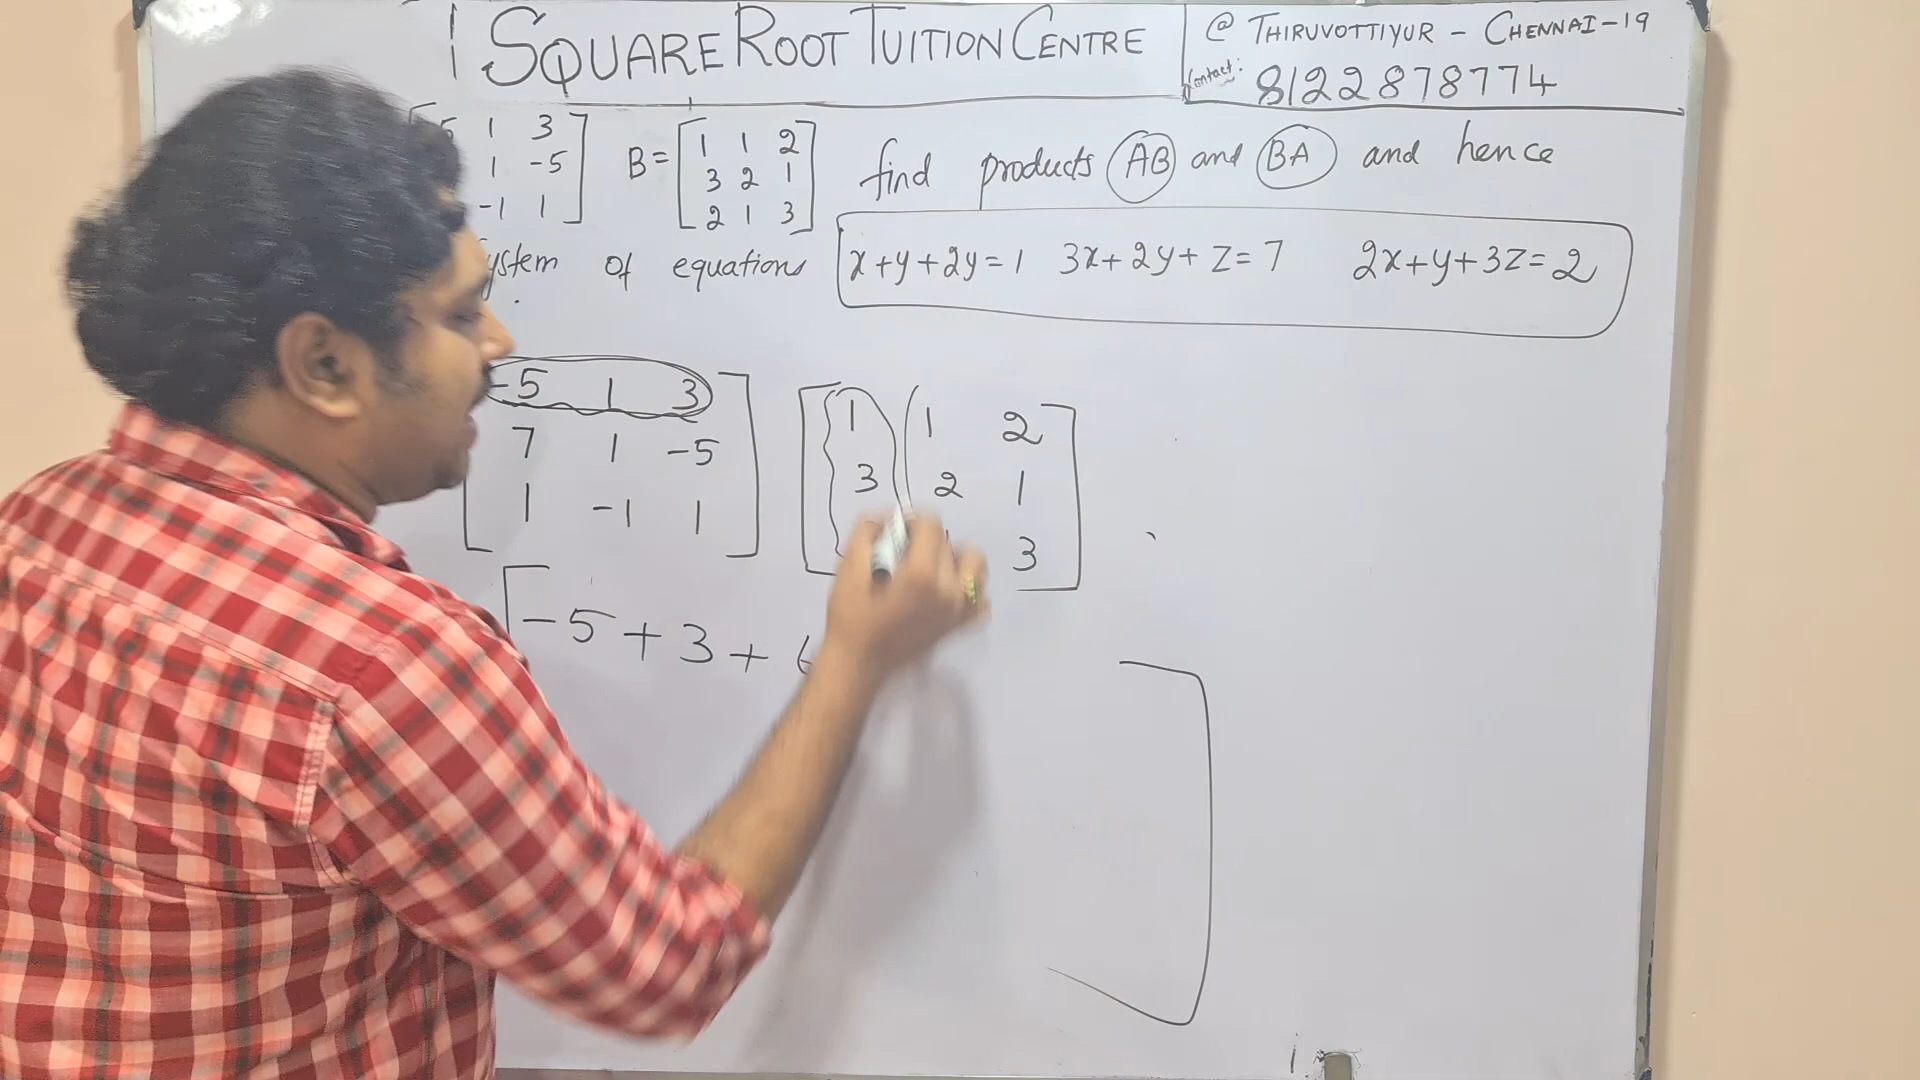 SQUARE ROOT TUITION CENTRE
@ THIRUVOTTIYUR - CHENNAI-19
Contact: 8122878774
5 1 3
1 -5
-1 1
B = [1 1 2
3 2 1
2 1 3]
find products AB and BA and hence
system of equations x+y+2y=1 3x+2y+z=7 2x+y+3z=2
-5 1 3
7 1 -5
1 -1 1
1 1 2
3 2 1
3
-5+3+6